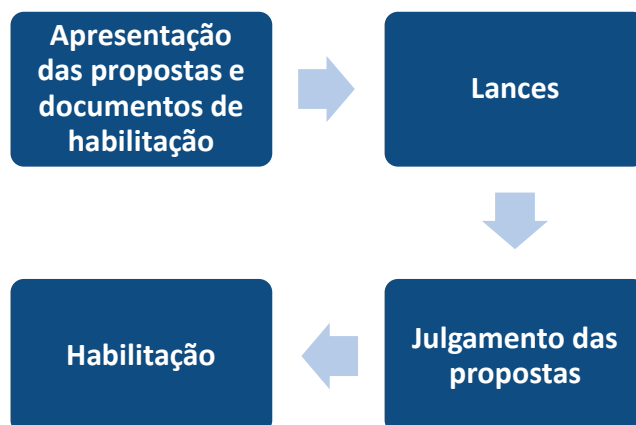 Apresentação
das propostas e
documentos de
habilitação
Lances
Julgamento das
propostas
Habilitação